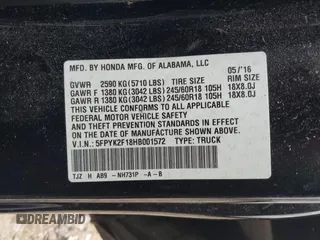 MFD. BY HONDA MFG. OF ALABAMA, LLC 05/16
GVWR 2590 KG(5710 LBS) TIRE SIZE RIM SIZE
GAWR F 1380 KG(3042 LBS) 245/60R18 105H 18X8.0J
GAWR R 1380 KG(3042 LBS) 245/60R18 105H 18X8.0J
THIS VEHICLE CONFORMS TO ALL APPLICABLE
FEDERAL MOTOR VEHICLE SAFETY AND
THEFT PREVENTION STANDARDS IN EFFECT
ON THE DATE OF MANUFACTURE SHOWN ABOVE.
V.I.N.: 5FPYK2F18HB001572 TYPE: TRUCK
TJZ H AB9 -NH731P -A-B
DREAMBID